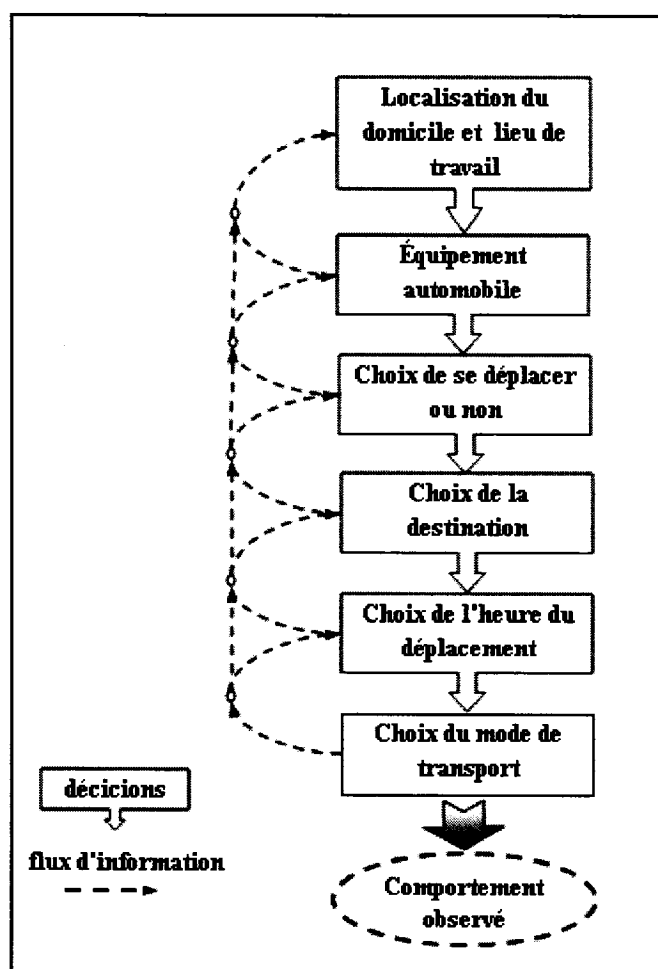 Localisation du
domicile et lieu de
travail
Équipement
automobile
Choix de se déplacer
ou non
Choix de la
destination
Choix de l'heure du
déplacement
Choix du mode de
transport
décicions
flux d'information
Comportement
observé